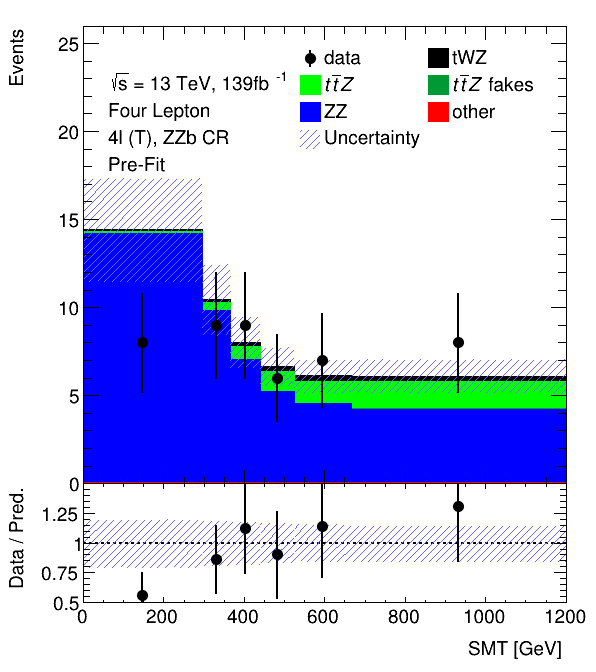 Events
25
20
15
10
5
0
√s = 13 TeV, 139fb⁻¹
Four Lepton
4l (T), ZZb CR
Pre-Fit
data
tt̄Z
ZZ
Uncertainty
tWZ
tt̄Z fakes
other
Data / Pred.
1.25
1
0.75
0.5
0 200 400 600 800 1000 1200
SMT [GeV]